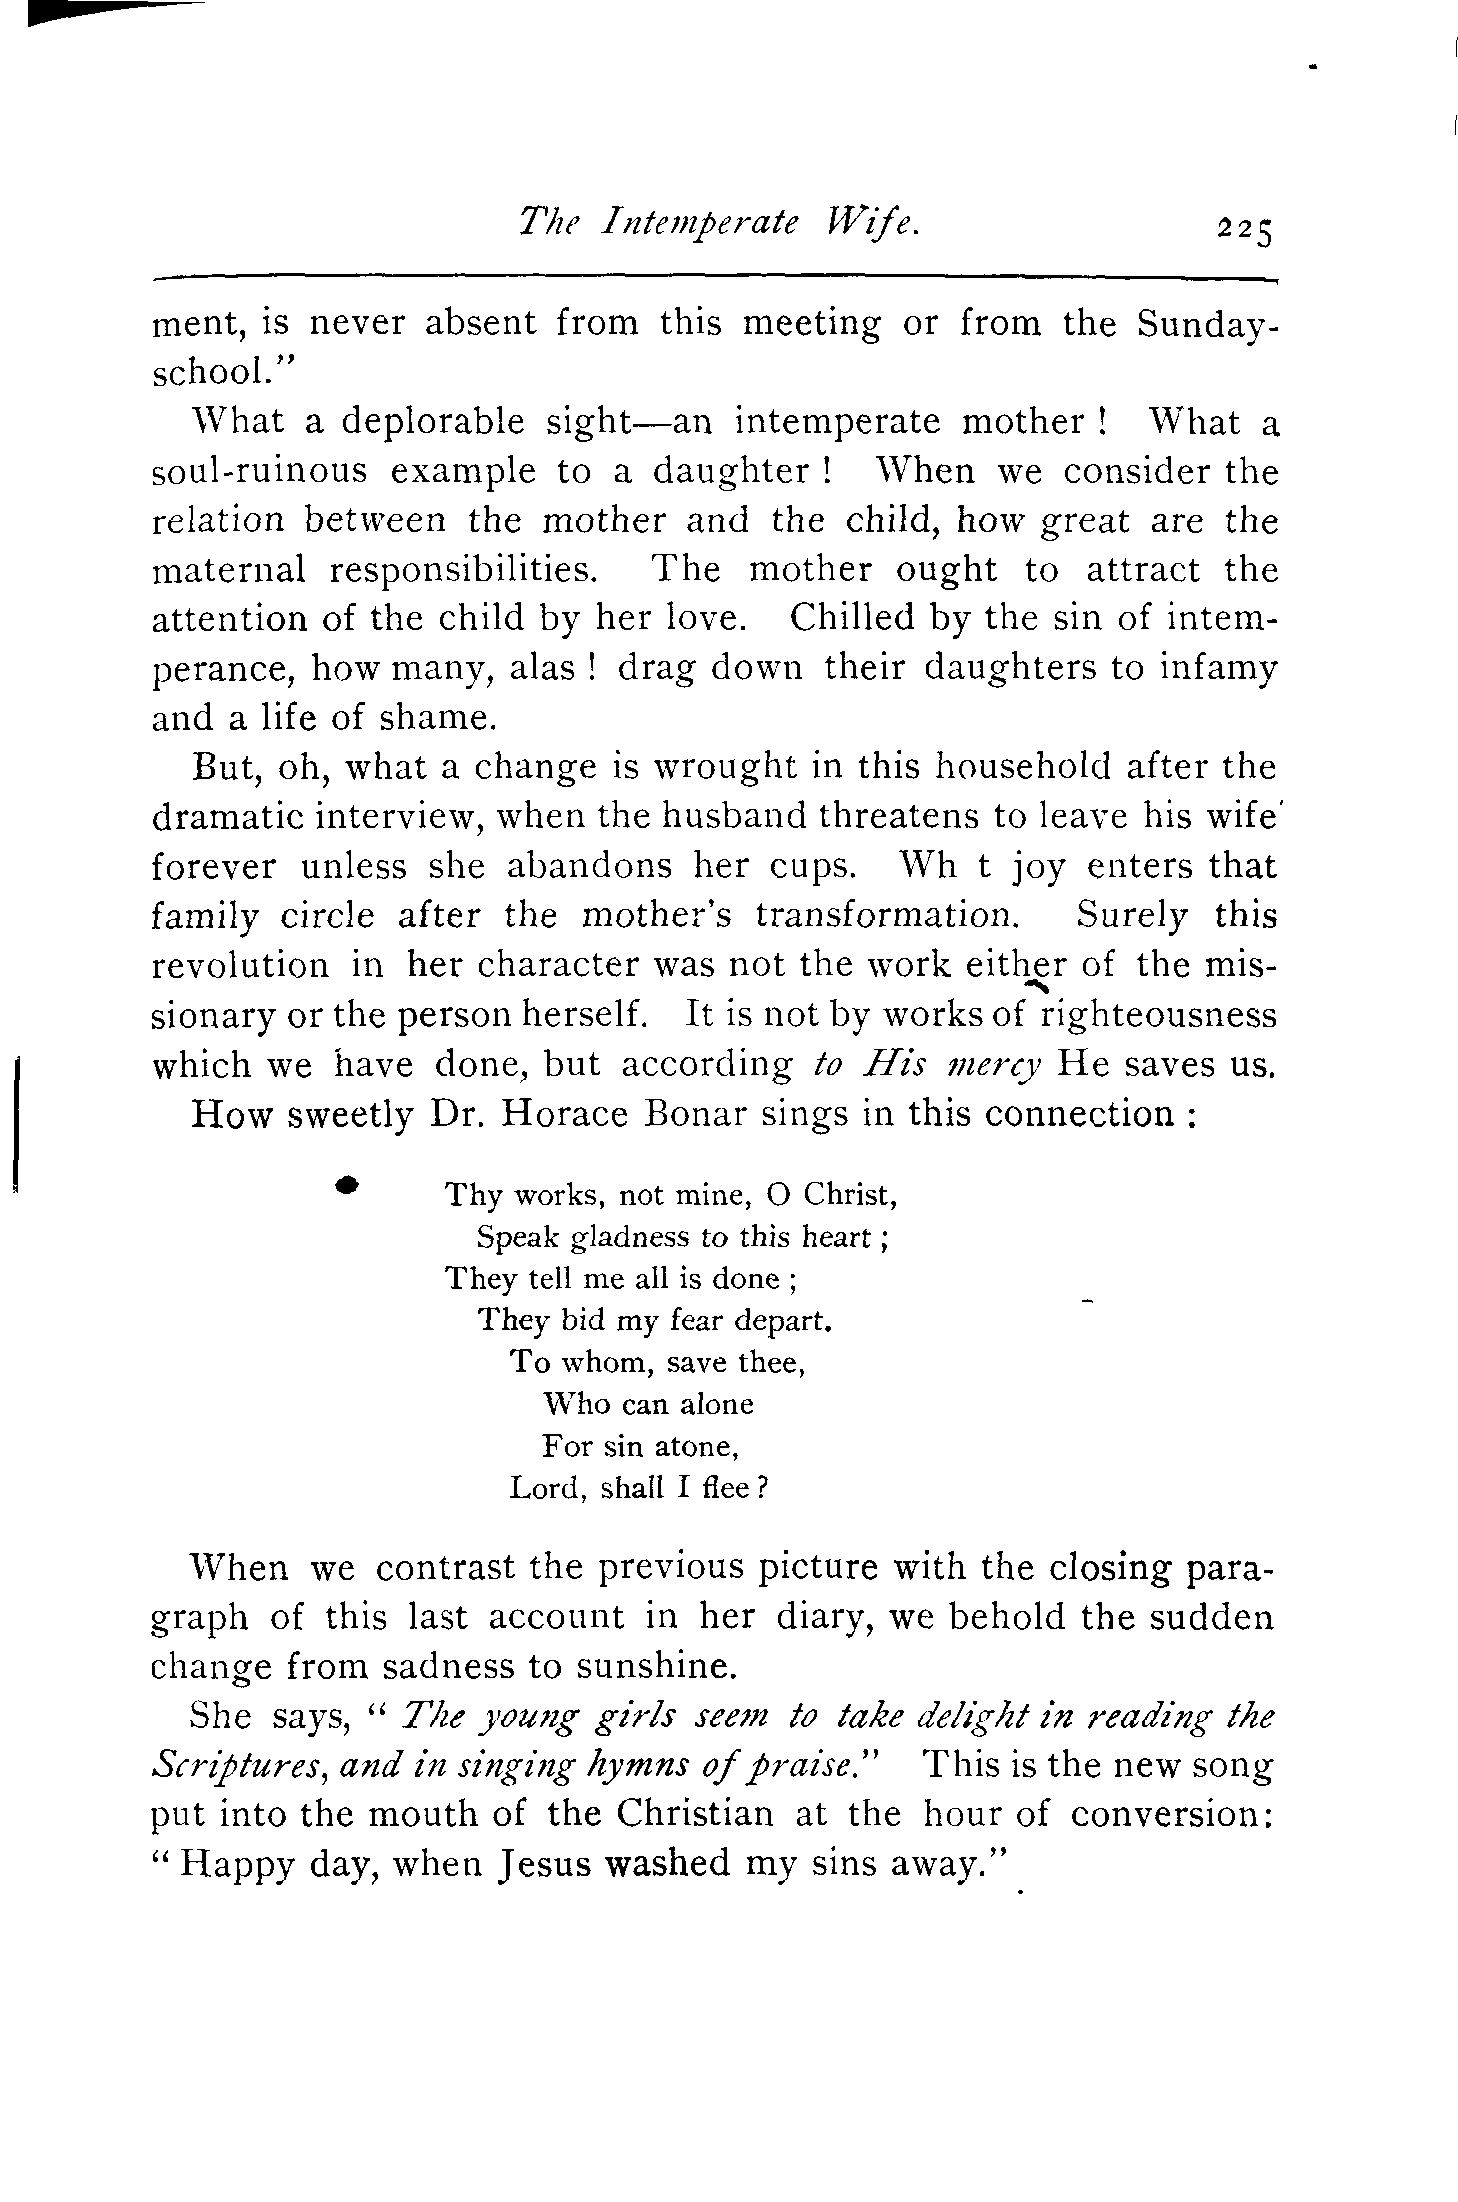 The Intemperate Wife. 225
ment, is never absent from this meeting or from the Sunday-
school."
What a deplorable sight—an intemperate mother ! What a
soul-ruinous example to a daughter ! When we consider the
relation between the mother and the child, how great are the
maternal responsibilities. The mother ought to attract the
attention of the child by her love. Chilled by the sin of intem-
perance, how many, alas ! drag down their daughters to infamy
and a life of shame.
But, oh, what a change is wrought in this household after the
dramatic interview, when the husband threatens to leave his wife
forever unless she abandons her cups. Wh t joy enters that
family circle after the mother's transformation. Surely this
revolution in her character was not the work either of the mis-
sionary or the person herself. It is not by works of righteousness
which we have done, but according to His mercy He saves us.
How sweetly Dr. Horace Bonar sings in this connection :
Thy works, not mine, O Christ,
Speak gladness to this heart ;
They tell me all is done ;
They bid my fear depart.
To whom, save thee,
Who can alone
For sin atone,
Lord, shall I flee ?
When we contrast the previous picture with the closing para-
graph of this last account in her diary, we behold the sudden
change from sadness to sunshine.
She says, " The young girls seem to take delight in reading the
Scriptures, and in singing hymns of praise." This is the new song
put into the mouth of the Christian at the hour of conversion:
" Happy day, when Jesus washed my sins away."